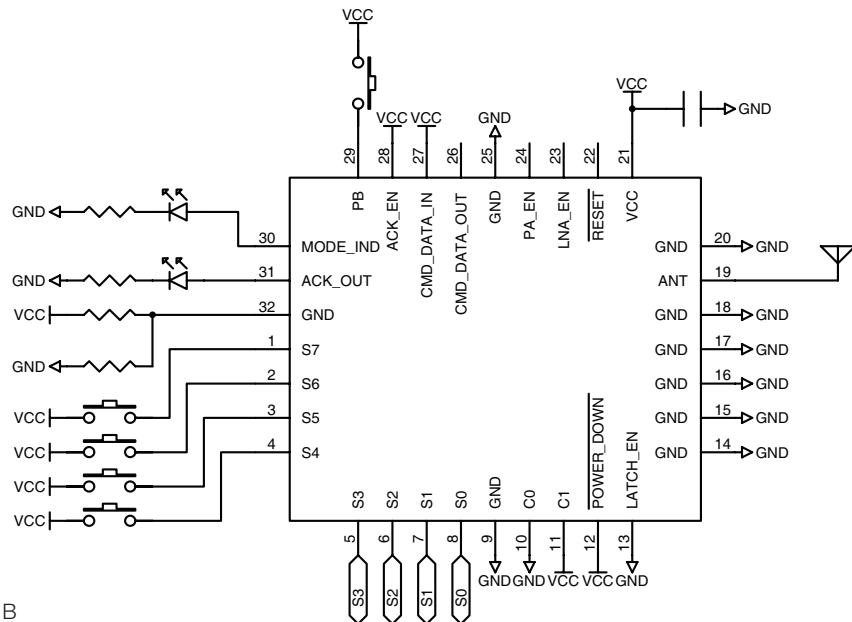 VCC
VCC
VCC
VCC
GND
GND
29
28
27
26
25
24
23
22
21
PB
ACK_EN
CMD_DATA_IN
CMD_DATA_OUT
GND
PA_EN
LNA_EN
RESET
VCC
GND
30
MODE_IND
GND
31
ACK_OUT
VCC
32
GND
GND
1
S7
VCC
2
S6
VCC
3
S5
VCC
4
S4
VCC
GND
20
GND
ANT
19
GND
18
GND
GND
17
GND
GND
16
GND
GND
15
GND
GND
14
GND
S3
S2
S1
S0
GND
C0
C1
POWER_DOWN
LATCH_EN
5
6
7
8
9
10
11
12
13
S3
S2
S1
S0
GND
GND
VCC
VCC
GND
B